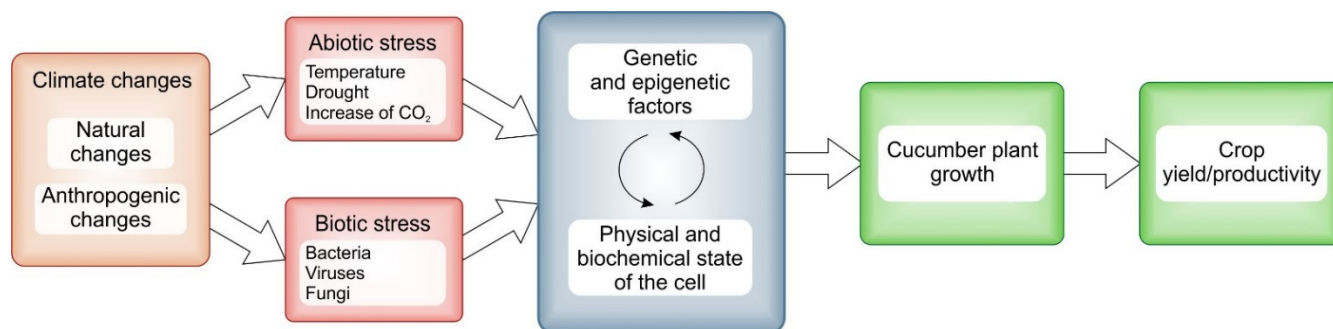 Climate changes
Natural
changes
Anthropogenic
changes
Abiotic stress
Temperature
Drought
Increase of CO₂
Biotic stress
Bacteria
Viruses
Fungi
Genetic
and epigenetic
factors
Physical and
biochemical state
of the cell
Cucumber plant
growth
Crop
yield/productivity